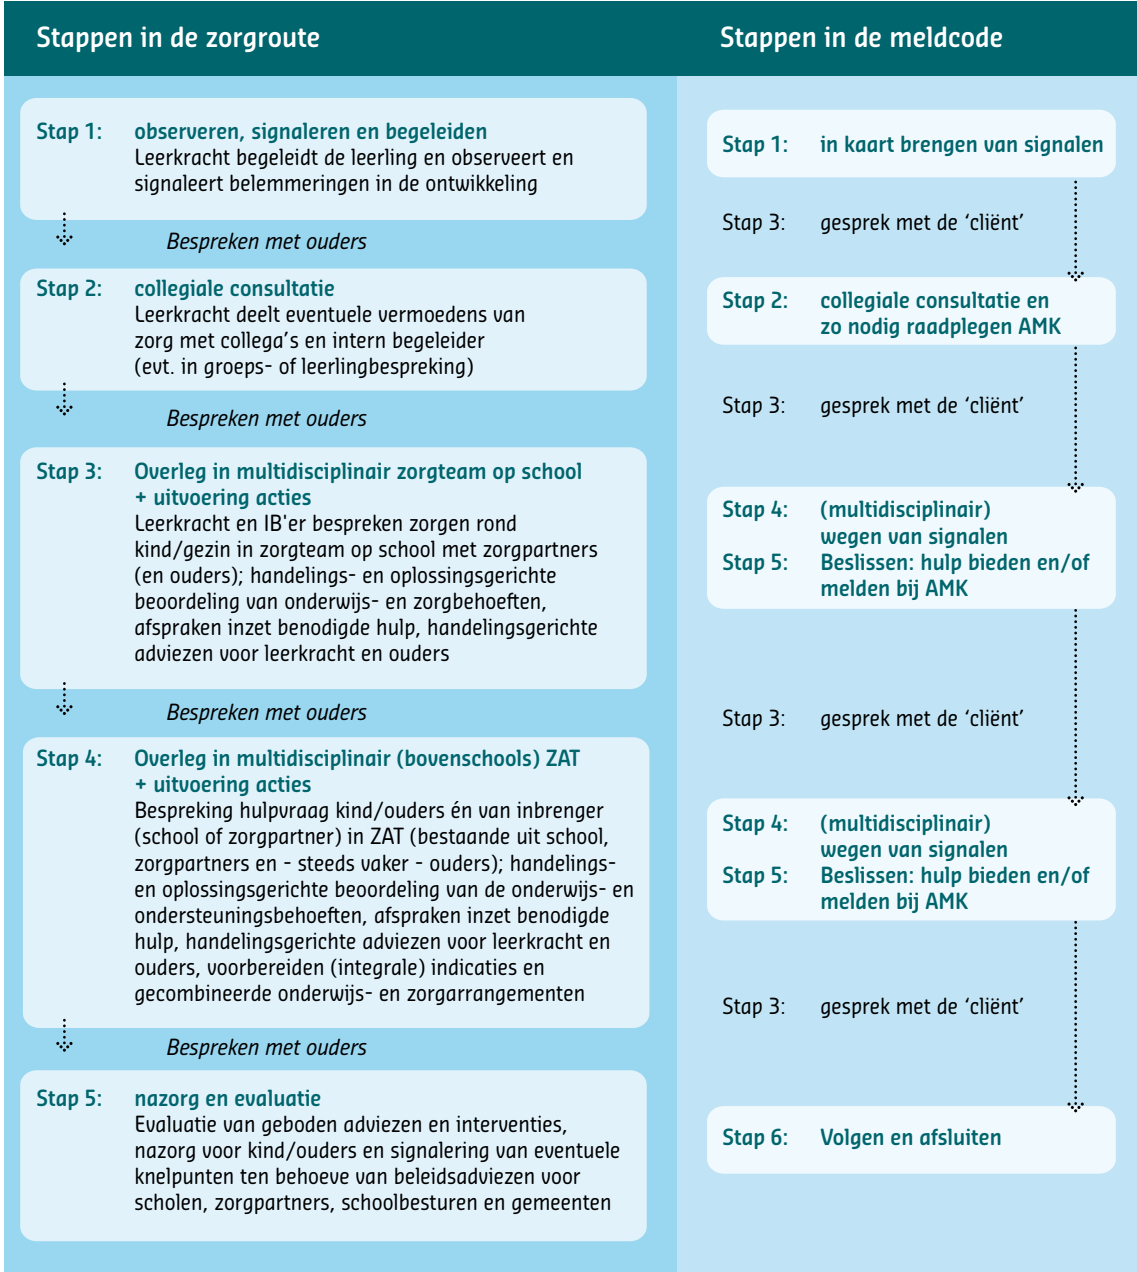 Stappen in de zorgroute
Stap 1: observeren, signaleren en begeleiden
Leerkracht begeleidt de leerling en observeert en
signaleert belemmeringen in de ontwikkeling
Bespreken met ouders
Stap 2: collegiale consultatie
Leerkracht deelt eventuele vermoedens van
zorg met collega's en intern begeleider
(evt. in groeps- of leerlingbespreking)
Bespreken met ouders
Stap 3: Overleg in multidisciplinair zorgteam op school
+ uitvoering acties
Leerkracht en IB'er bespreken zorgen rond
kind/gezin in zorgteam op school met zorgpartners
(en ouders); handelings- en oplossingsgerichte
beoordeling van onderwijs- en zorgbehoeften,
afspraken inzet benodigde hulp, handelingsgerichte
adviezen voor leerkracht en ouders
Bespreken met ouders
Stap 4: Overleg in multidisciplinair (bovenschools) ZAT
+ uitvoering acties
Bespreking hulpvraag kind/ouders én van inbrenger
(school of zorgpartner) in ZAT (bestaande uit school,
zorgpartners en - steeds vaker - ouders); handelings-
en oplossingsgerichte beoordeling van de onderwijs- en
ondersteuningsbehoeften, afspraken inzet benodigde
hulp, handelingsgerichte adviezen voor leerkracht en
ouders, voorbereiden (integrale) indicaties en
gecombineerde onderwijs- en zorgarrangementen
Bespreken met ouders
Stap 5: nazorg en evaluatie
Evaluatie van geboden adviezen en interventies,
nazorg voor kind/ouders en signalering van eventuele
knelpunten ten behoeve van beleidsadviezen voor
scholen, zorgpartners, schoolbesturen en gemeenten
Stappen in de meldcode
Stap 1: in kaart brengen van signalen
Stap 3: gesprek met de ‘cliënt’
Stap 2: collegiale consultatie en
zo nodig raadplegen AMK
Stap 3: gesprek met de ‘cliënt’
Stap 4: (multidisciplinair)
wegen van signalen
Stap 5: Beslissen: hulp bieden en/of
melden bij AMK
Stap 3: gesprek met de ‘cliënt’
Stap 4: (multidisciplinair)
wegen van signalen
Stap 5: Beslissen: hulp bieden en/of
melden bij AMK
Stap 3: gesprek met de ‘cliënt’
Stap 6: Volgen en afsluiten